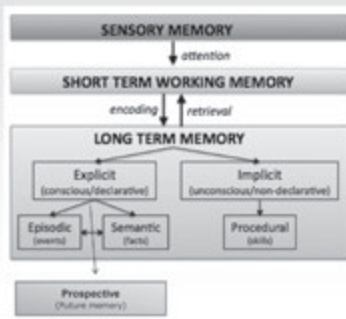 SENSORY MEMORY
attention
SHORT TERM WORKING MEMORY
encoding retrieval
LONG TERM MEMORY
Explicit Implicit
(conscious/declarative) (unconscious/non-declarative)
Episodic Semantic Procedural
(events) (facts) (skills)
Prospective
(future memory)